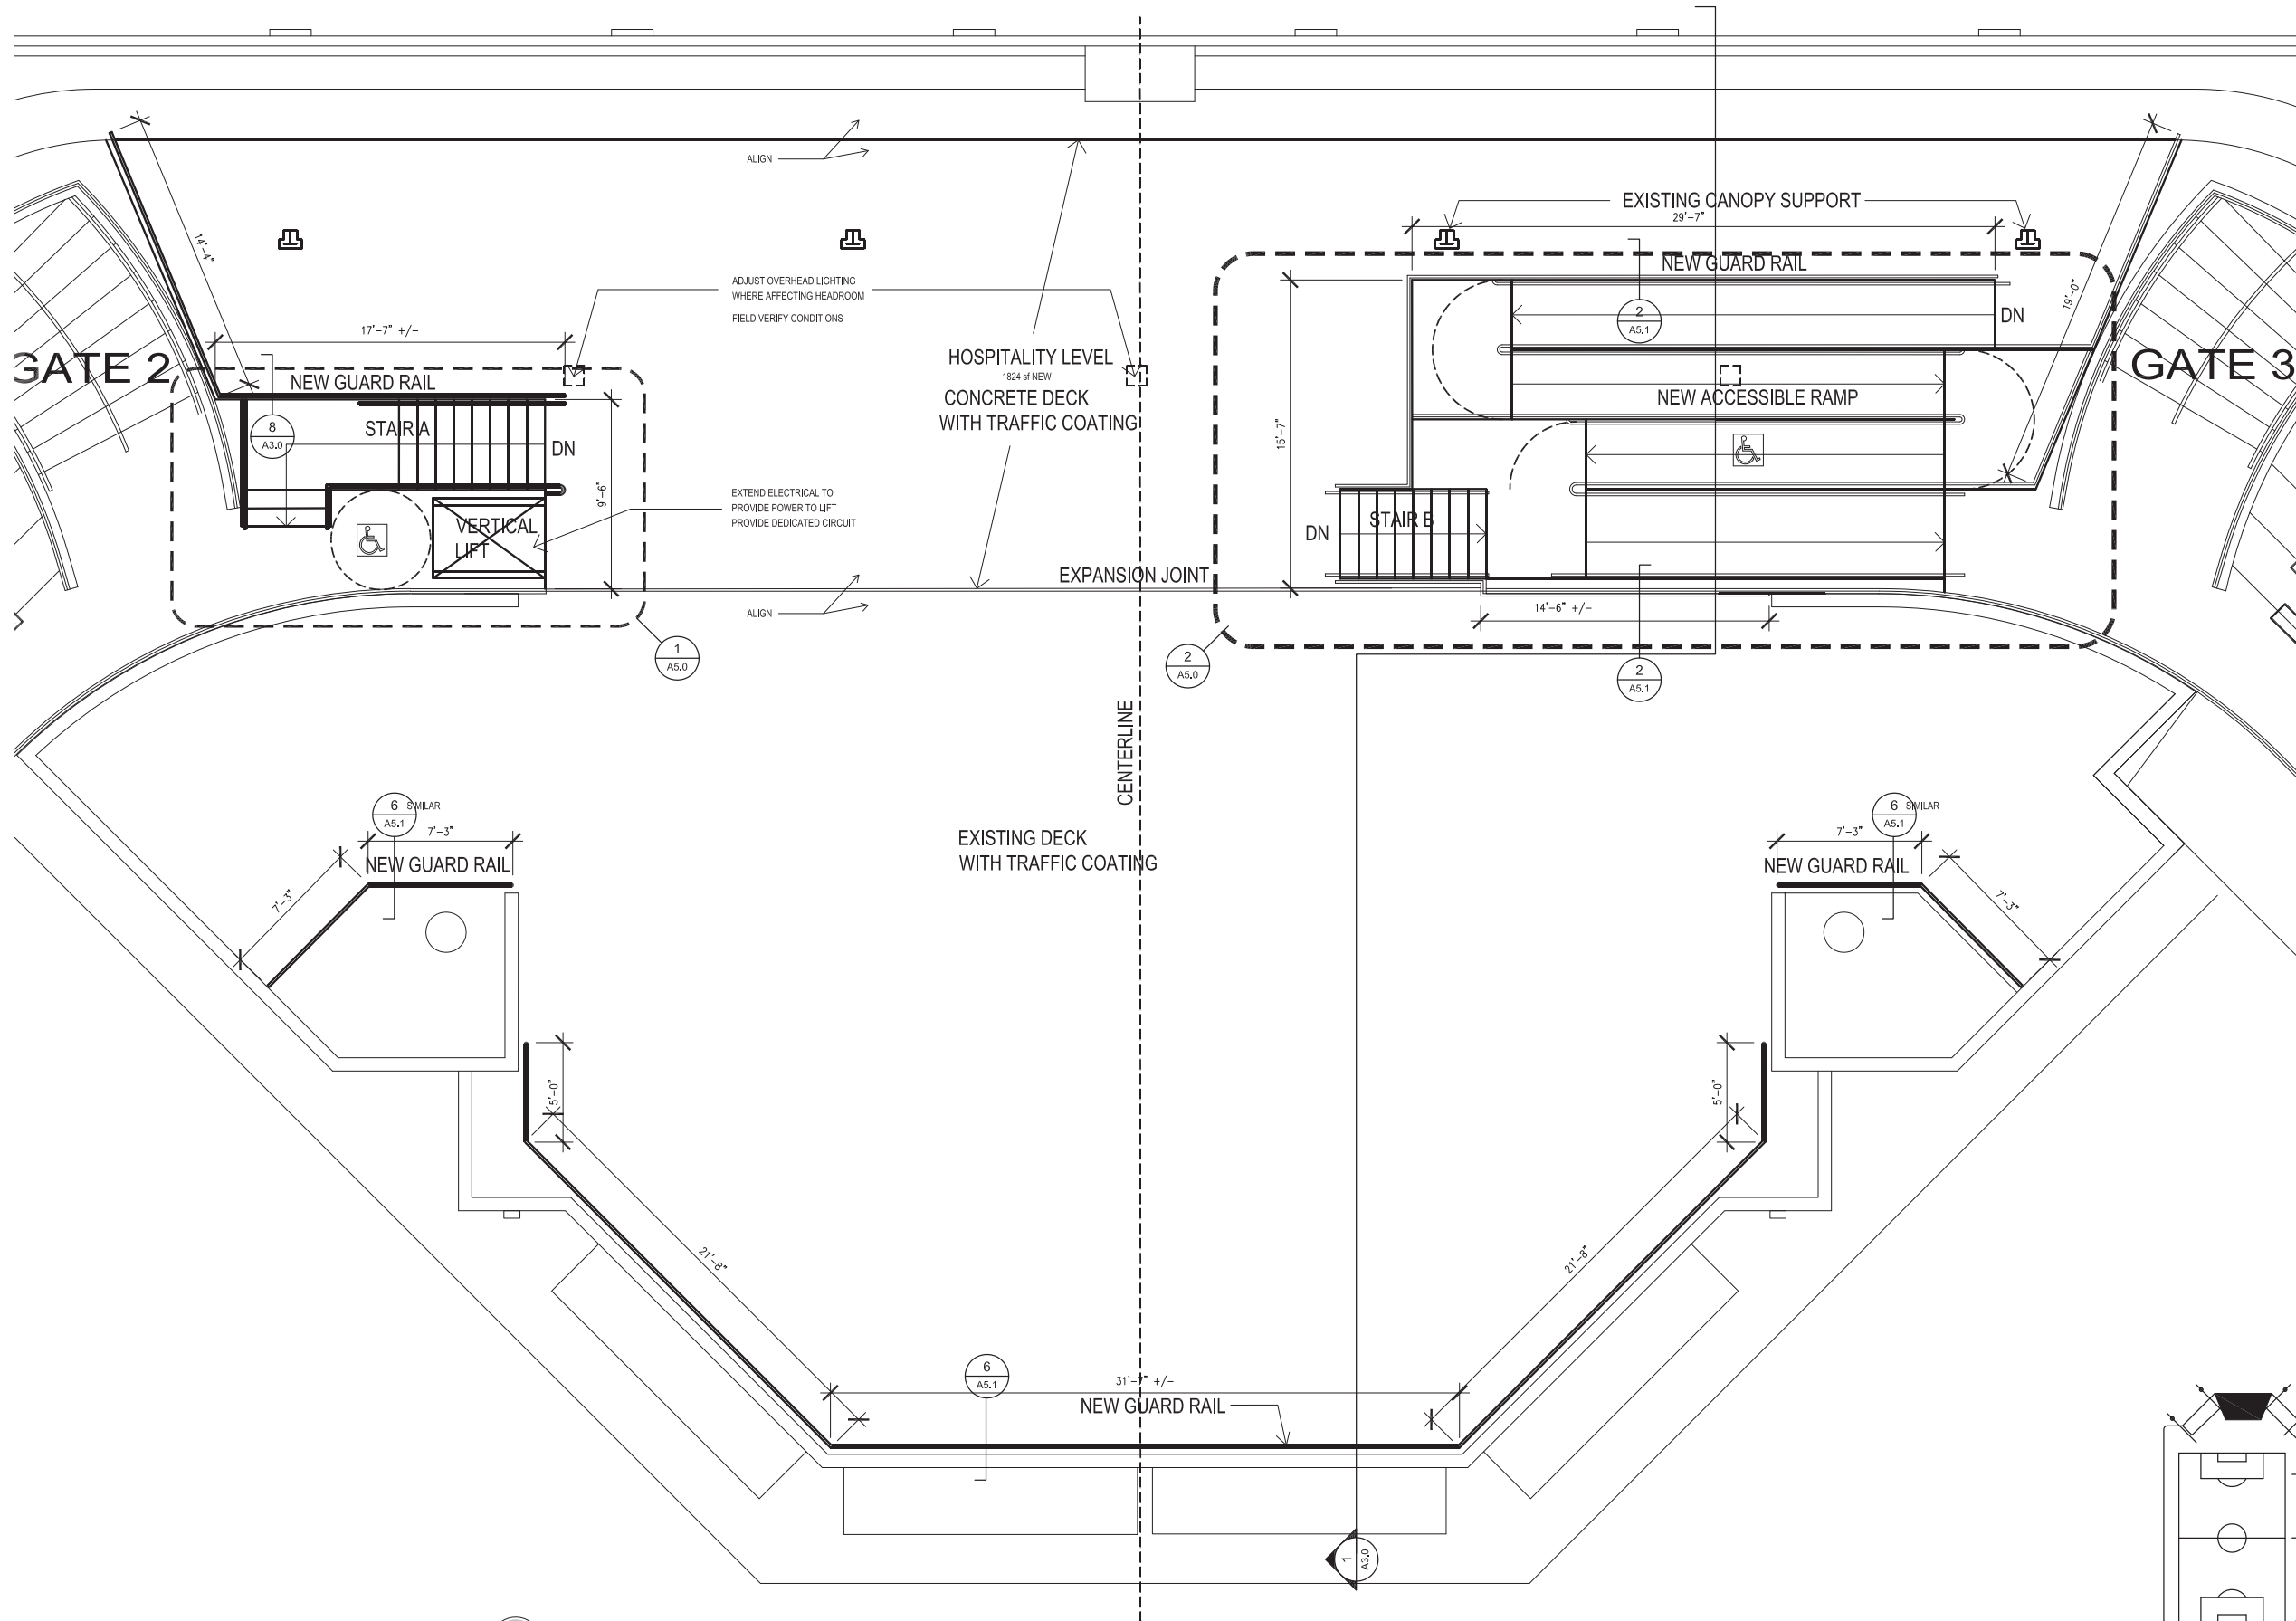 ALIGN
EXISTING CANOPY SUPPORT
29'-7"
14'-4"
ADJUST OVERHEAD LIGHTING
WHERE AFFECTING HEADROOM
FIELD VERIFY CONDITIONS
NEW GUARD RAIL
19'-0"
2
A5.1
DN
17'-7" +/-
GATE 2
NEW GUARD RAIL
HOSPITALITY LEVEL
1824 sf NEW
CONCRETE DECK
WITH TRAFFIC COATING
GATE 3
NEW ACCESSIBLE RAMP
8
A3.0
STAIR A
DN
15'-7"
9'-6"
EXTEND ELECTRICAL TO
PROVIDE POWER TO LIFT
PROVIDE DEDICATED CIRCUIT
VERTICAL
LIFT
DN
STAIR B
EXPANSION JOINT
ALIGN
14'-6" +/-
1
A5.0
2
A5.0
2
A5.1
CENTERLINE
6 SIMILAR
A5.1
7'-3"
NEW GUARD RAIL
7'-3"
EXISTING DECK
WITH TRAFFIC COATING
6 SIMILAR
A5.1
7'-3"
NEW GUARD RAIL
7'-3"
5'-0"
5'-0"
21'-8"
21'-8"
6
A5.1
31'-7" +/-
NEW GUARD RAIL
1
A3.0